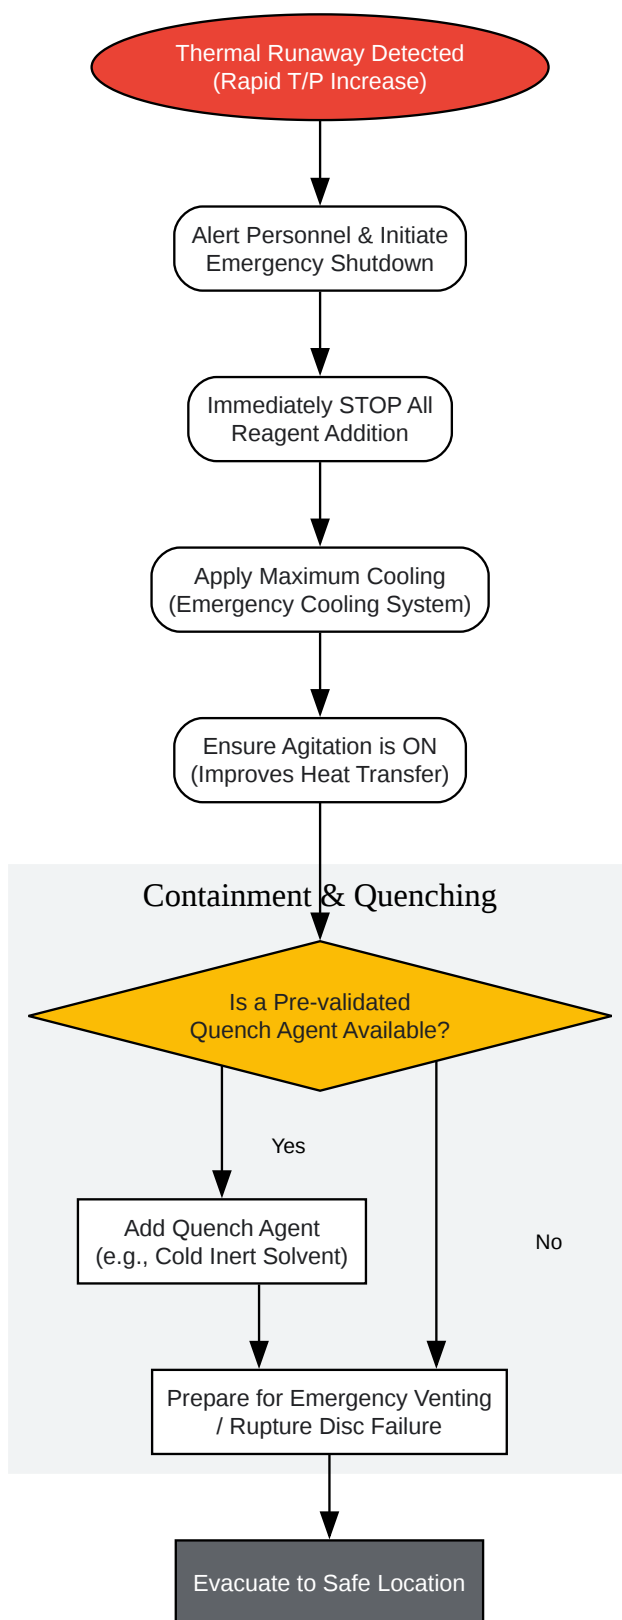 Thermal Runaway Detected
(Rapid T/P Increase)
Alert Personnel & Initiate
Emergency Shutdown
Immediately STOP All
Reagent Addition
Apply Maximum Cooling
(Emergency Cooling System)
Ensure Agitation is ON
(Improves Heat Transfer)
Containment & Quenching
Is a Pre-validated
Quench Agent Available?
Yes
Add Quench Agent
(e.g., Cold Inert Solvent)
No
Prepare for Emergency Venting
/ Rupture Disc Failure
Evacuate to Safe Location